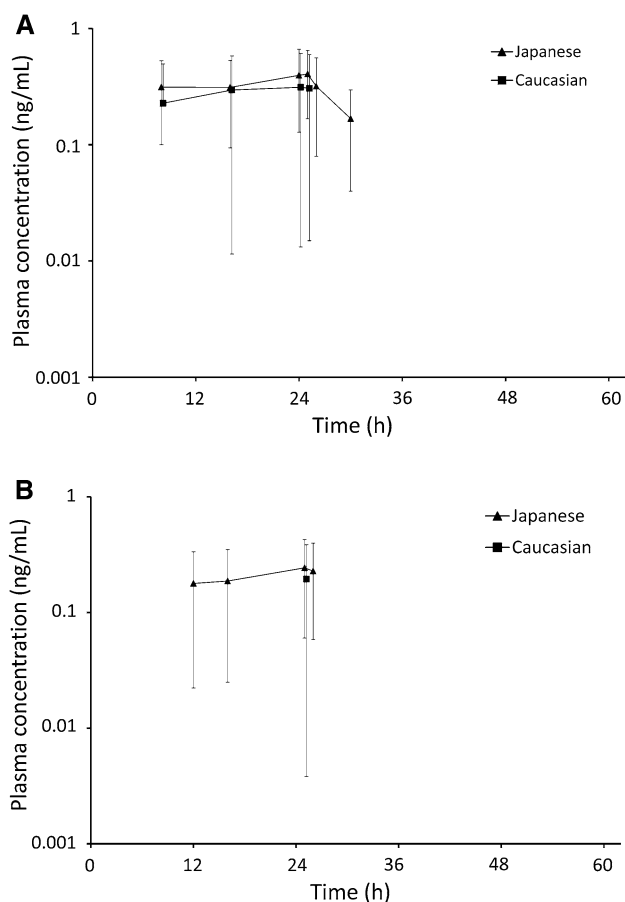 A
Plasma concentration (ng/mL)
1
0.1
0.01
0.001
0 12 24 36 48 60
Time (h)
Japanese
Caucasian
B
Plasma concentration (ng/mL)
1
0.1
0.01
0.001
0 12 24 36 48 60
Time (h)
Japanese
Caucasian